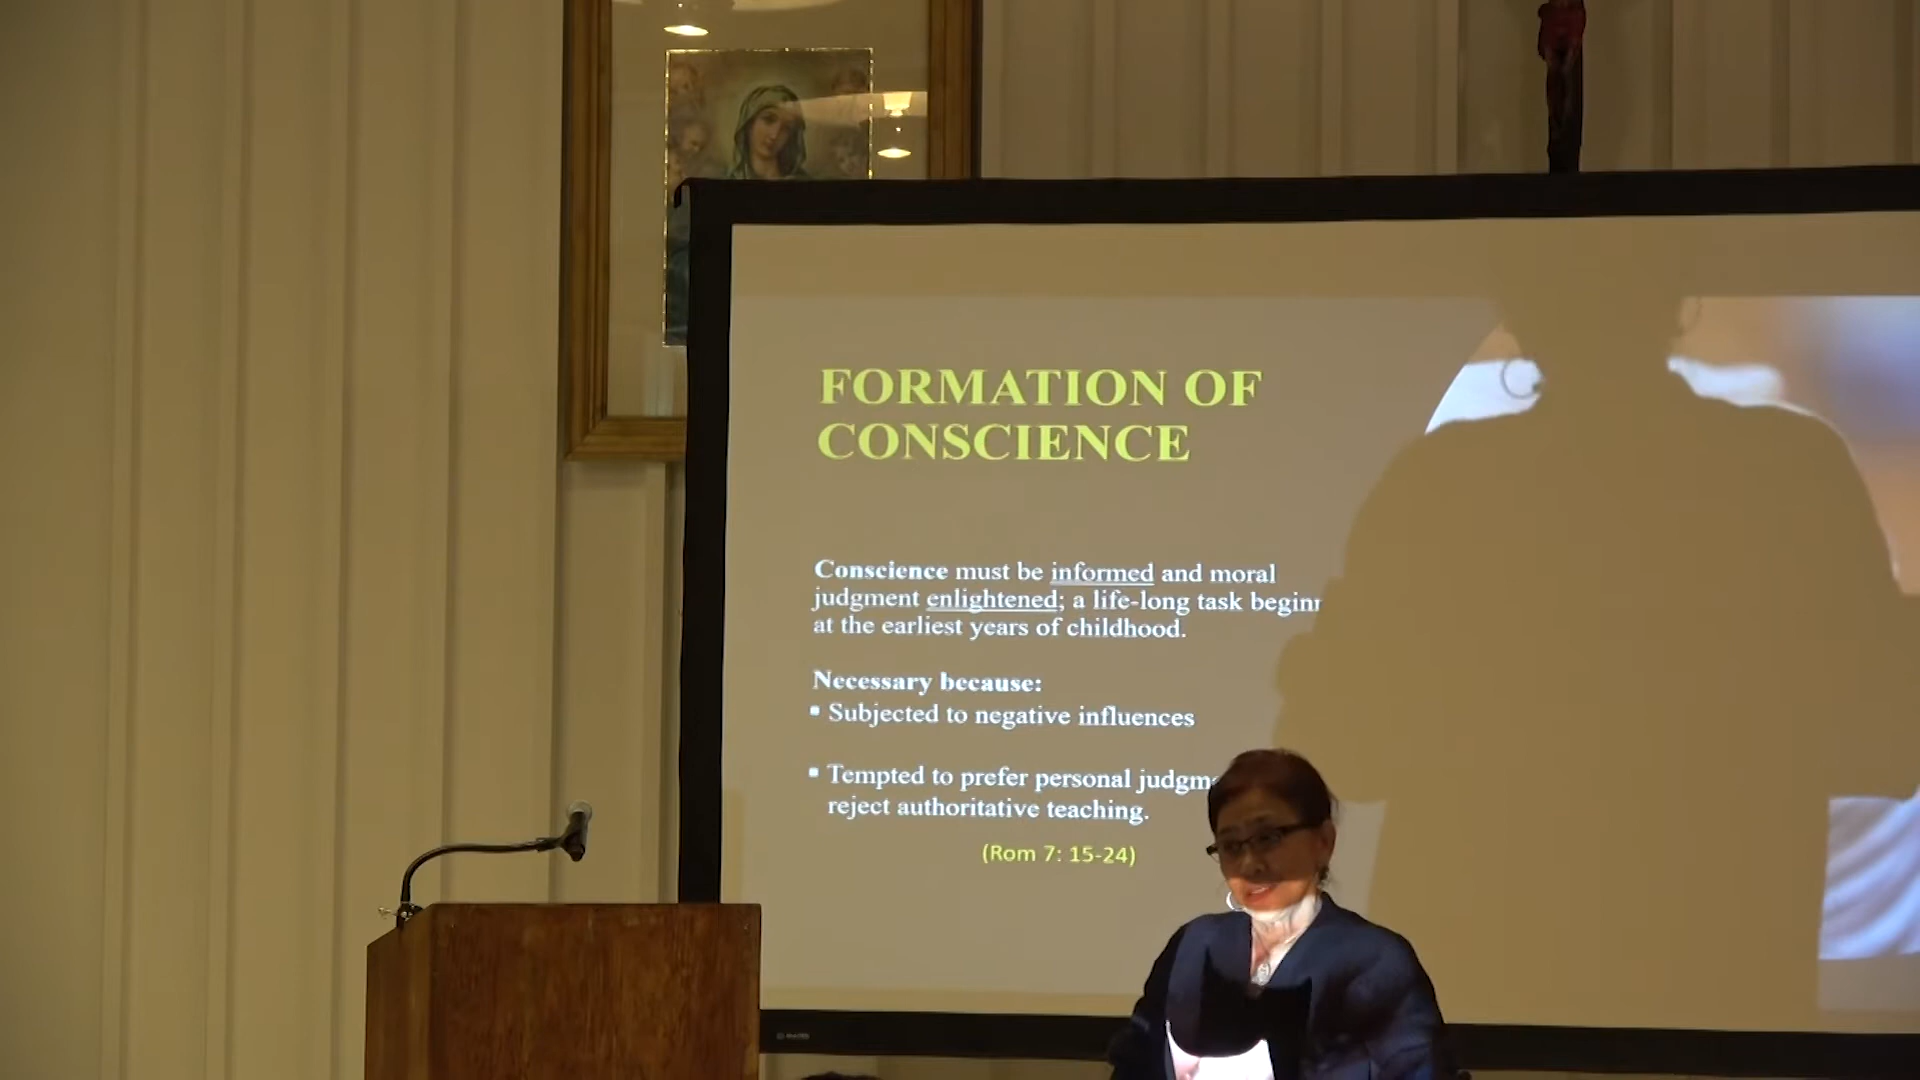 FORMATION OF
CONSCIENCE
Conscience must be informed and moral
judgment enlightened; a life-long task
at the earliest years of childhood.
Necessary because:
▪ Subjected to negative influences
▪ Tempted to prefer personal
reject authoritative teaching.
(Rom 7: 15-24)